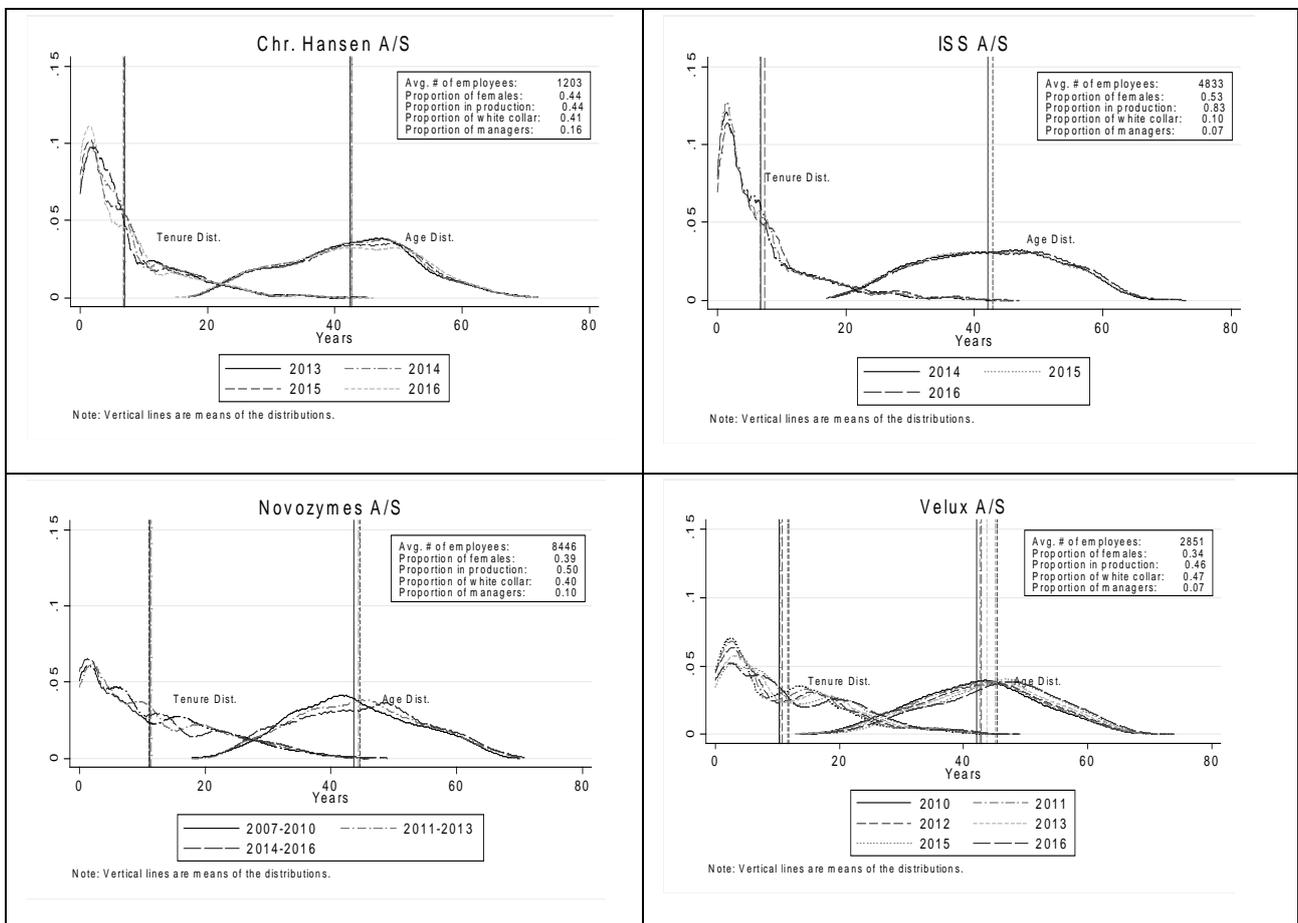 Chr. Hansen A/S
.15
.1
.05
0
Avg. # of employees: 1203
Proportion of females: 0.44
Proportion in production: 0.44
Proportion of white collar: 0.41
Proportion of managers: 0.16
Tenure Dist.
Age Dist.
0 20 40 60 80
Years
2013 2014
2015 2016
Note: Vertical lines are means of the distributions.
ISS A/S
.15
.1
.05
0
Avg. # of employees: 4833
Proportion of females: 0.53
Proportion in production: 0.83
Proportion of white collar: 0.10
Proportion of managers: 0.07
Tenure Dist.
Age Dist.
0 20 40 60 80
Years
2014 2015
2016
Note: Vertical lines are means of the distributions.
Novozymes A/S
.15
.1
.05
0
Avg. # of employees: 8446
Proportion of females: 0.39
Proportion in production: 0.50
Proportion of white collar: 0.40
Proportion of managers: 0.10
Tenure Dist.
Age Dist.
0 20 40 60 80
Years
2007-2010 2011-2013
2014-2016
Note: Vertical lines are means of the distributions.
Velux A/S
.15
.1
.05
0
Avg. # of employees: 2851
Proportion of females: 0.34
Proportion in production: 0.46
Proportion of white collar: 0.47
Proportion of managers: 0.07
Tenure Dist.
Age Dist.
0 20 40 60 80
Years
2010 2011
2012 2013
2015 2016
Note: Vertical lines are means of the distributions.